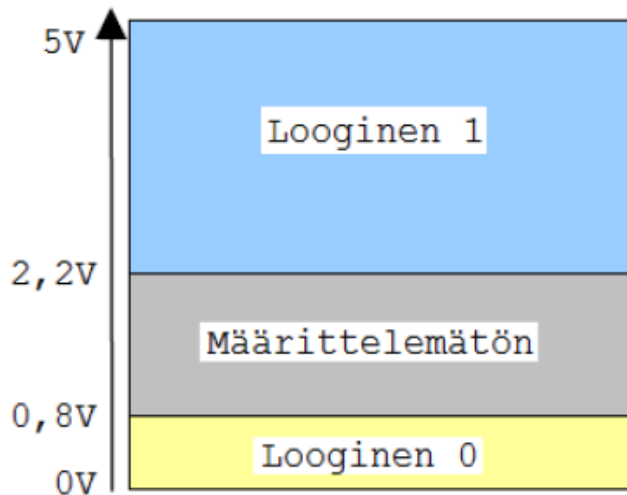 5V
Looginen 1
2,2V
Määrittelemätön
0,8V
Looginen 0
0V